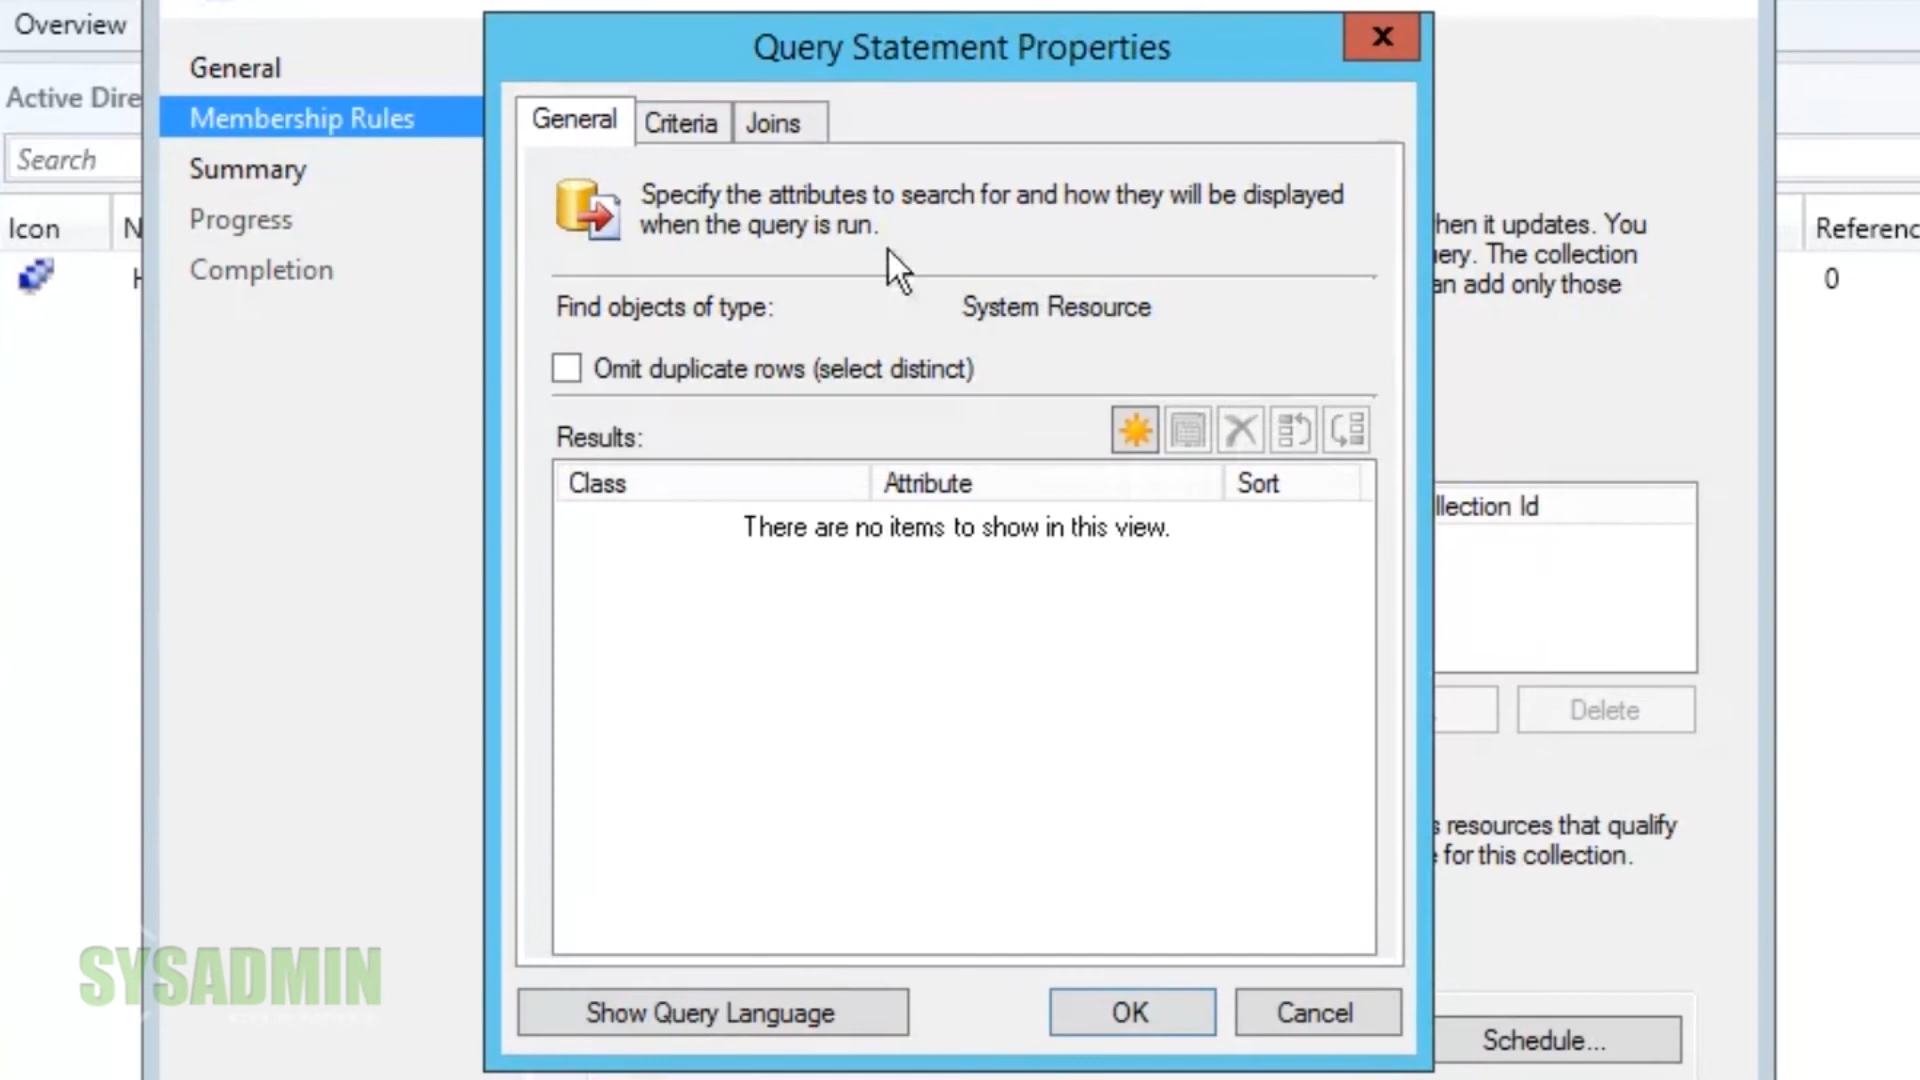 Overview
Active Dire
Search
Icon
N
H
General
Membership Rules
Summary
Progress
Completion
Query Statement Properties
x
General
Criteria
Joins
Specify the attributes to search for and how they will be displayed
when the query is run.
Find objects of type:
System Resource
Omit duplicate rows (select distinct)
Results:
Class
Attribute
Sort
There are no items to show in this view.
Show Query Language
OK
Cancel
hen it updates. You
ery. The collection
an add only those
llection Id
Delete
s resources that qualify
for this collection.
Schedule...
Referenc
0
SYSADMIN